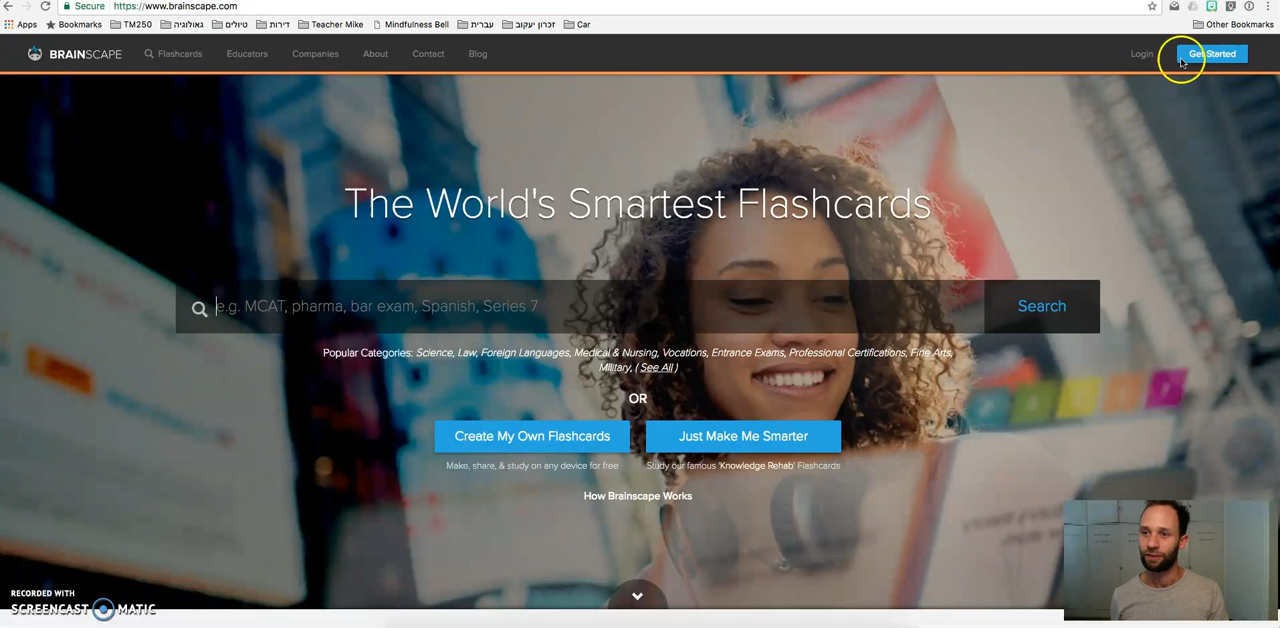 Secure https://www.brainscape.com
Apps Bookmarks TM250 גאולוגיה טיולים דירות Teacher Mike Mindfulness Bell עברית זכרון יעקוב Car Other Bookmarks
BRAINSCAPE Flashcards Educators Companies About Contact Blog Login Get Started
The World's Smartest Flashcards
e.g. MCAT, pharma, bar exam, Spanish, Series 7 Search
Popular Categories: Science, Law, Foreign Languages, Medical & Nursing, Vocations, Entrance Exams, Professional Certifications, Fine Arts,
Military, ( See All )
OR
Create My Own Flashcards Just Make Me Smarter
Make, share, & study on any device for free Study our famous 'Knowledge Rehab' Flashcards
How Brainscape Works
RECORDED WITH
SCREENCAST MATIC